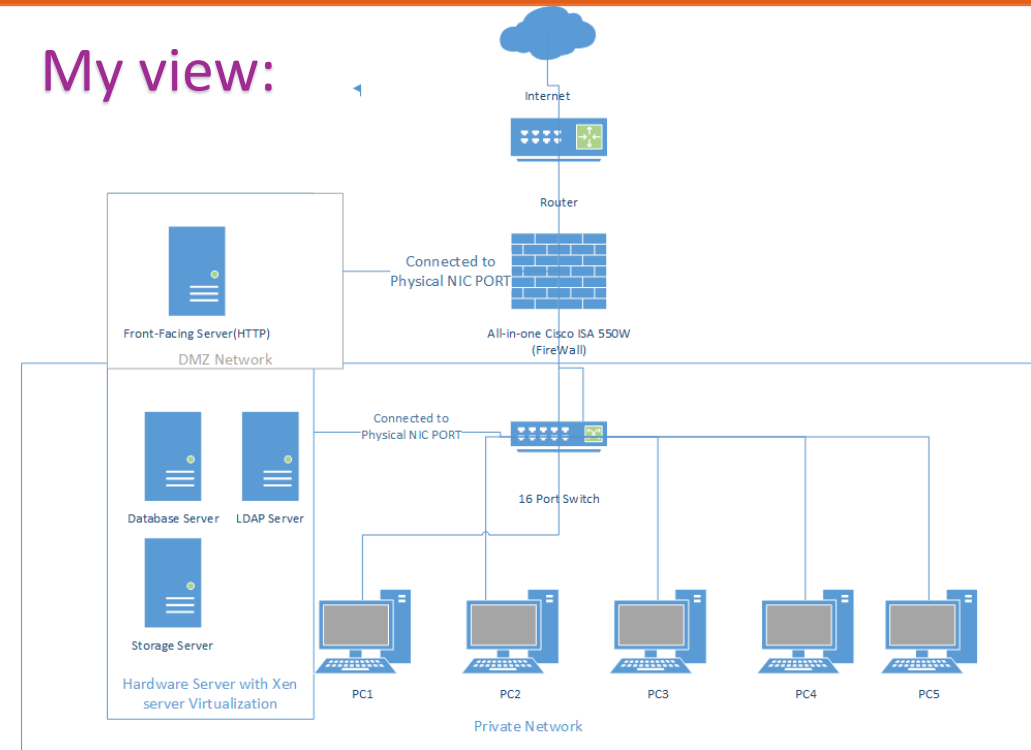 My view:
Internet
Router
Connected to
Physical NIC PORT
All-in-one Cisco ISA 550W
(FireWall)
Front-Facing Server(HTTP)
DMZ Network
Connected to
Physical NIC PORT
16 Port Switch
Database Server
LDAP Server
Storage Server
Hardware Server with Xen
server Virtualization
PC1
PC2
PC3
PC4
PC5
Private Network